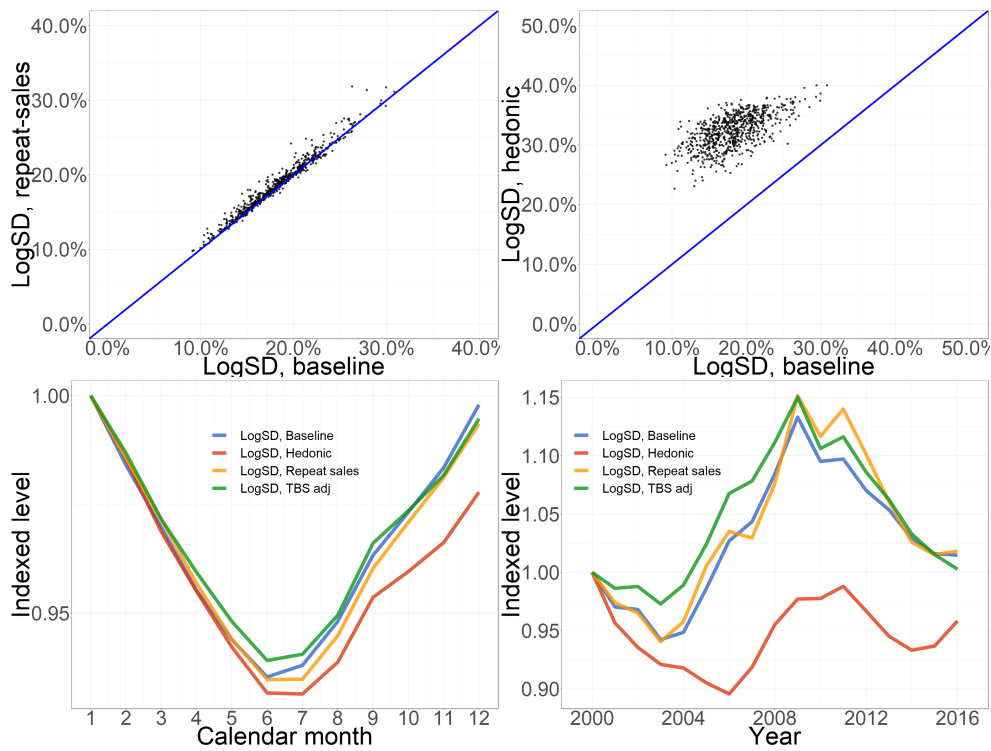 LogSD, repeat-sales
40.0%
30.0%
20.0%
10.0%
0.0%
0.0%
10.0%
20.0%
30.0%
40.0%
LogSD, baseline
LogSD, hedonic
50.0%
40.0%
30.0%
20.0%
10.0%
0.0%
0.0%
10.0%
20.0%
30.0%
40.0%
50.0%
LogSD, baseline
Indexed level
1.00
0.95
LogSD, Baseline
LogSD, Hedonic
LogSD, Repeat sales
LogSD, TBS adj
1 2 3 4 5 6 7 8 9 10 11 12
Calendar month
Indexed level
1.15
1.10
1.05
1.00
0.95
0.90
LogSD, Baseline
LogSD, Hedonic
LogSD, Repeat sales
LogSD, TBS adj
2000 2004 2008 2012 2016
Year